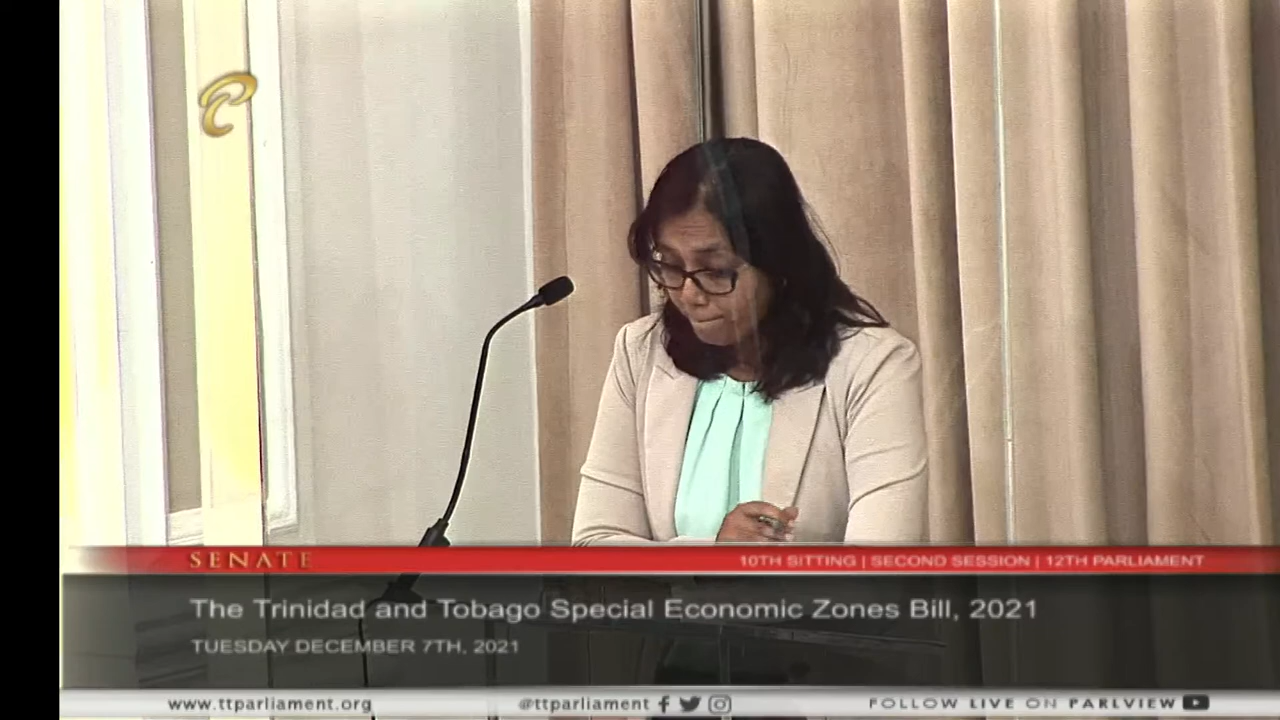 SENATE
10TH SITTING | SECOND SESSION | 12TH PARLIAMENT
The Trinidad and Tobago Special Economic Zones Bill, 2021
TUESDAY DECEMBER 7TH, 2021
www.ttparliament.org @ttparliament FOLLOW LIVE ON PARLVIEW